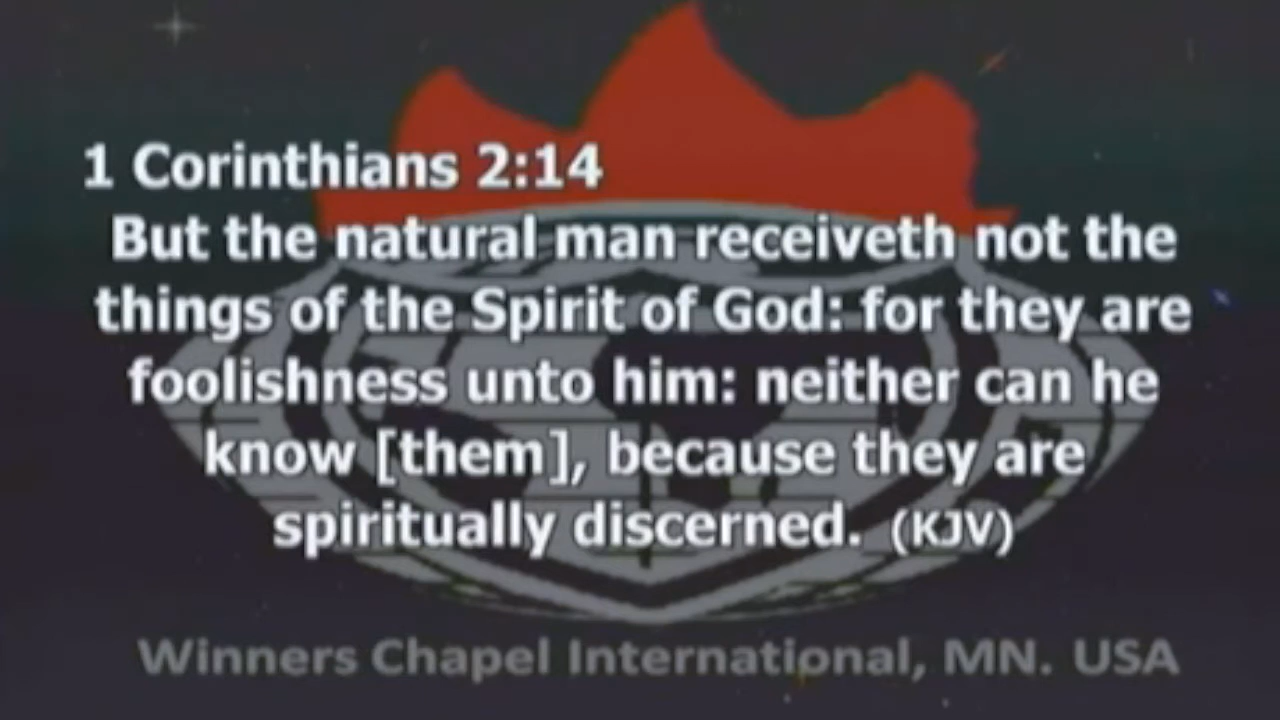 1 Corinthians 2:14
But the natural man receiveth not the
things of the Spirit of God: for they are
foolishness unto him: neither can he
know [them], because they are
spiritually discerned. (KJV)
Winners Chapel International, MN. USA